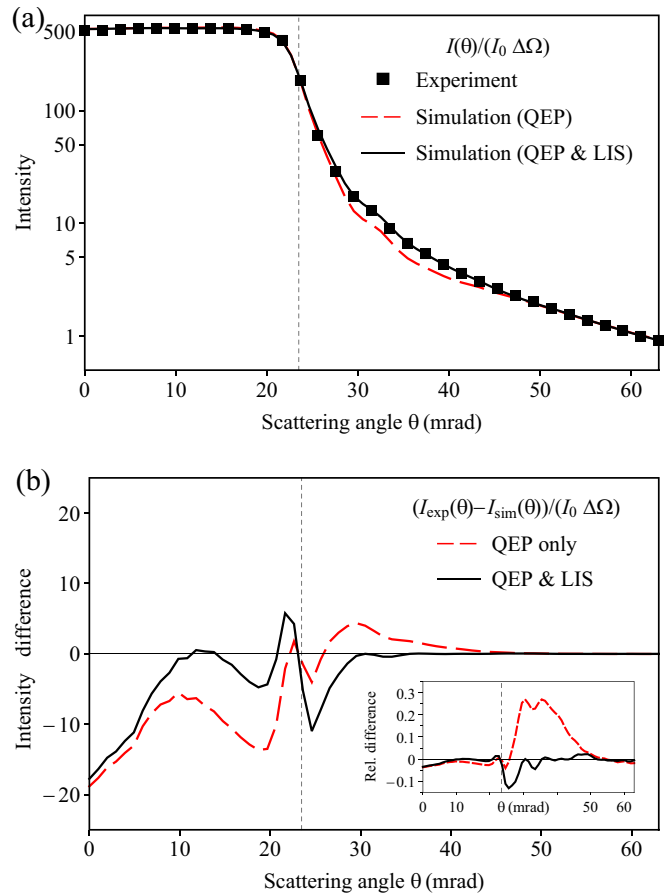 (a)
I(θ)/(I₀ ΔΩ)
Experiment
Simulation (QEP)
Simulation (QEP & LIS)
Intensity
500
100
50
10
5
1
0 10 20 30 40 50 60
Scattering angle θ (mrad)
(b)
(Iexp(θ)−Isim(θ))/(I₀ ΔΩ)
QEP only
QEP & LIS
Intensity difference
20
10
0
−10
−20
Rel. difference
0.3
0.2
0.1
0
−0.1
0 10 20 30 40 50 60
θ (mrad)
0 10 20 30 40 50 60
Scattering angle θ (mrad)